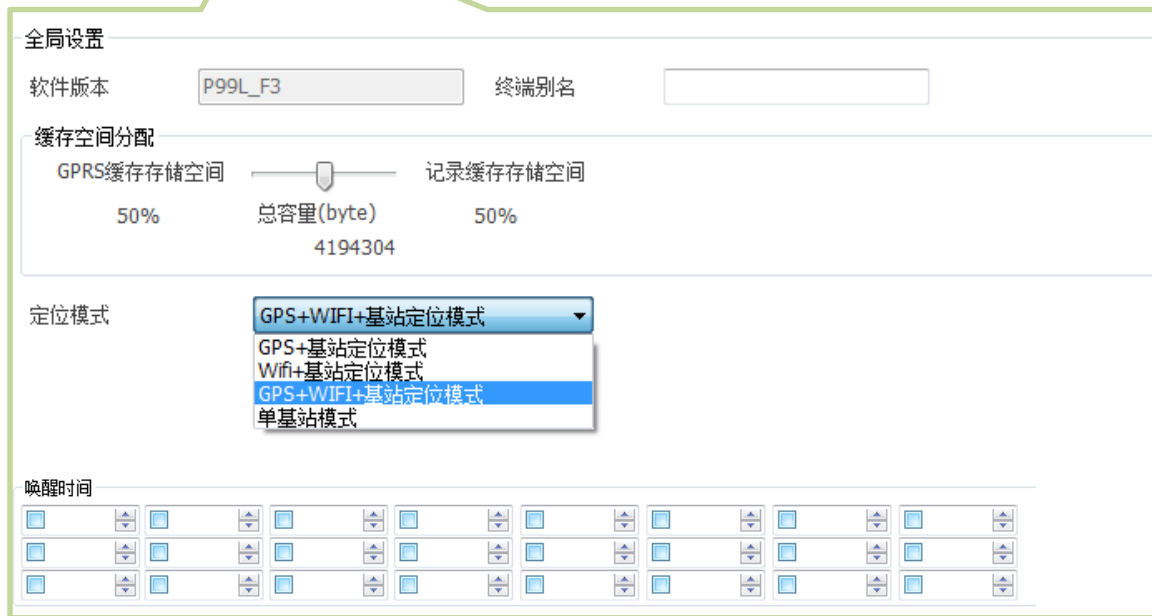 全局设置
软件版本 P99L_F3 终端别名
缓存空间分配
GPRS缓存存储空间 记录缓存存储空间
50% 总容量(byte) 50%
4194304
定位模式 GPS+WIFI+基站定位模式
GPS+基站定位模式
Wifi+基站定位模式
GPS+WIFI+基站定位模式
单基站模式
唤醒时间